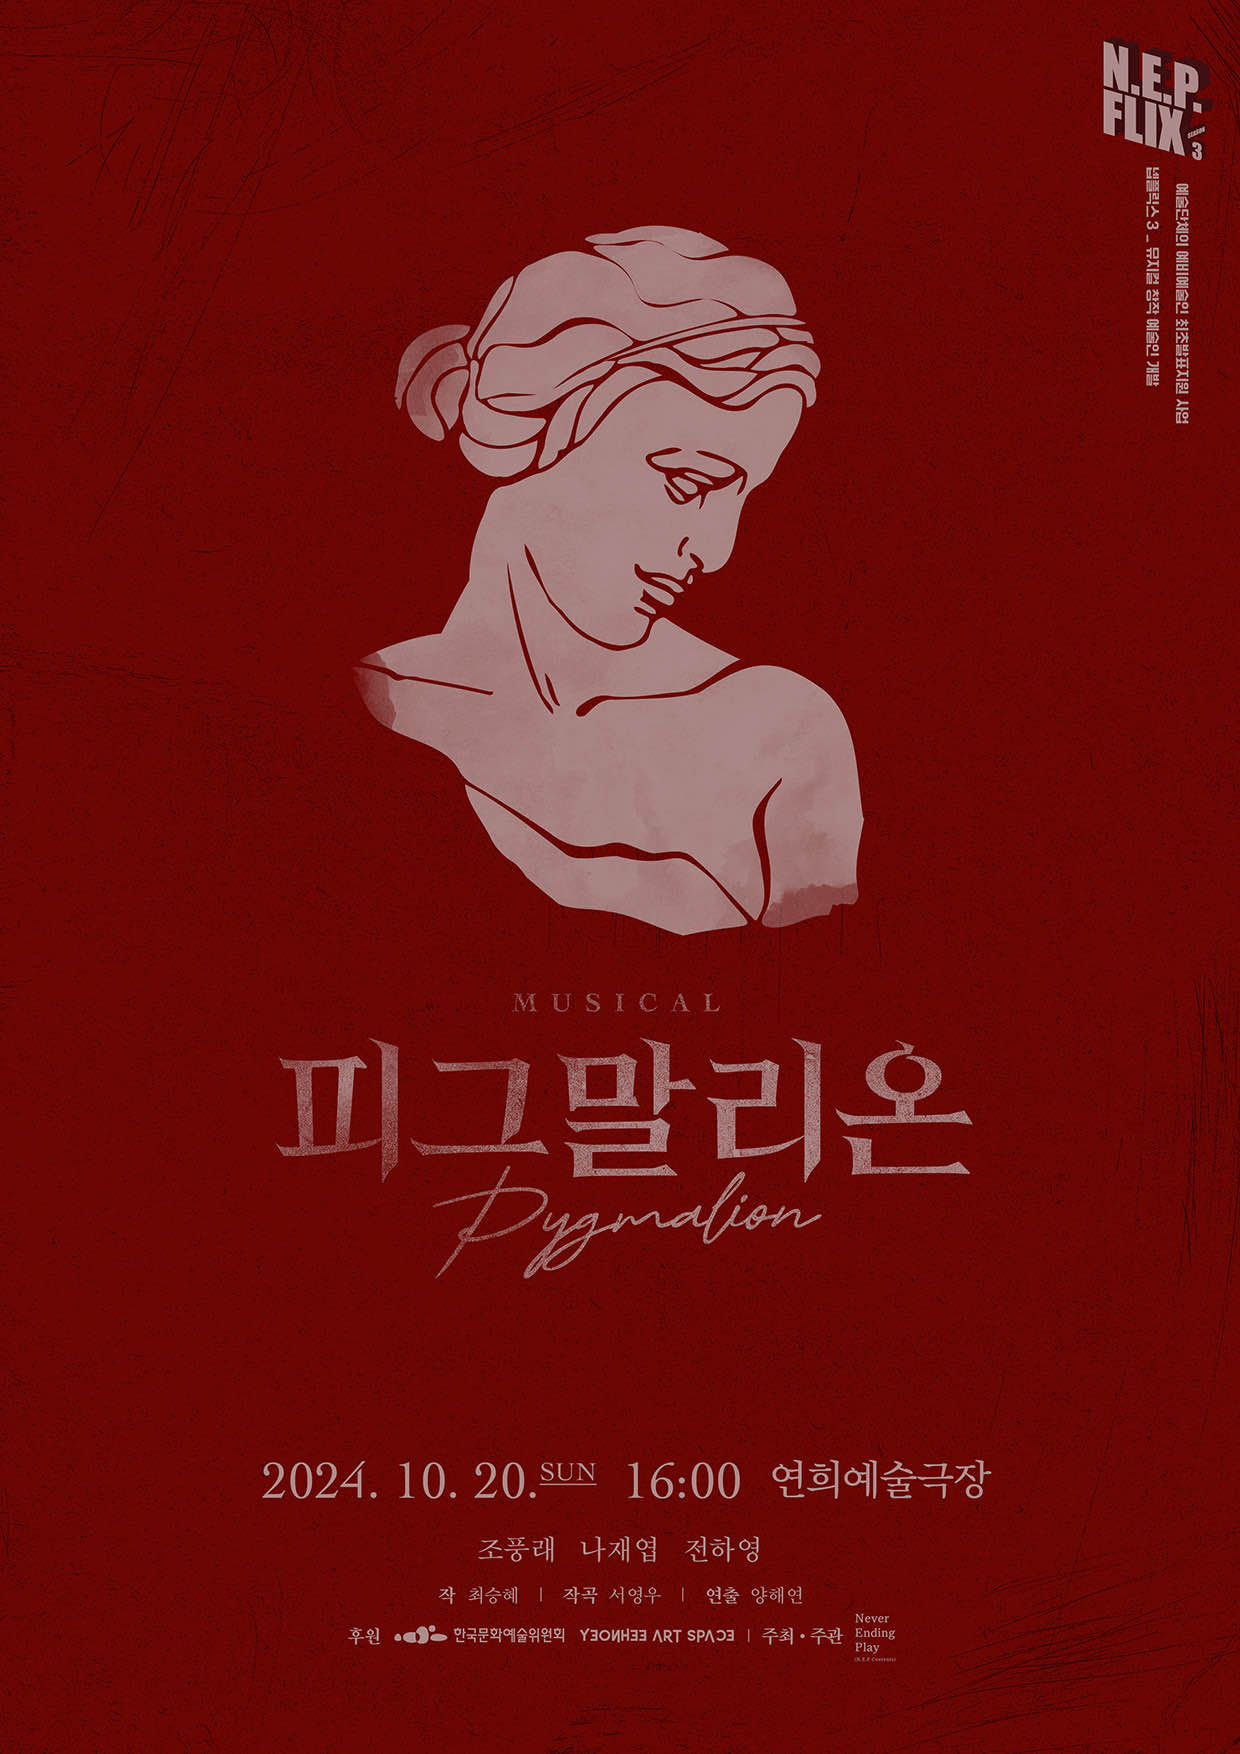 N.E.P.
FLIX
SEASON
3
예술단체의 예비예술인 최초발표지원 사업
넵플릭스 3 _ 뮤지컬 창작 예술인 개발
MUSICAL
피그말리온
Pygmalion
2024. 10. 20. SUN 16:00 연희예술극장
조풍래 나재엽 전하영
작 최승혜 | 작곡 서영우 | 연출 양해연
후원 한국문화예술위원회 YEONHEE ART SPACE | 주최·주관 Never
Ending
Play
(N.E.P Contents)